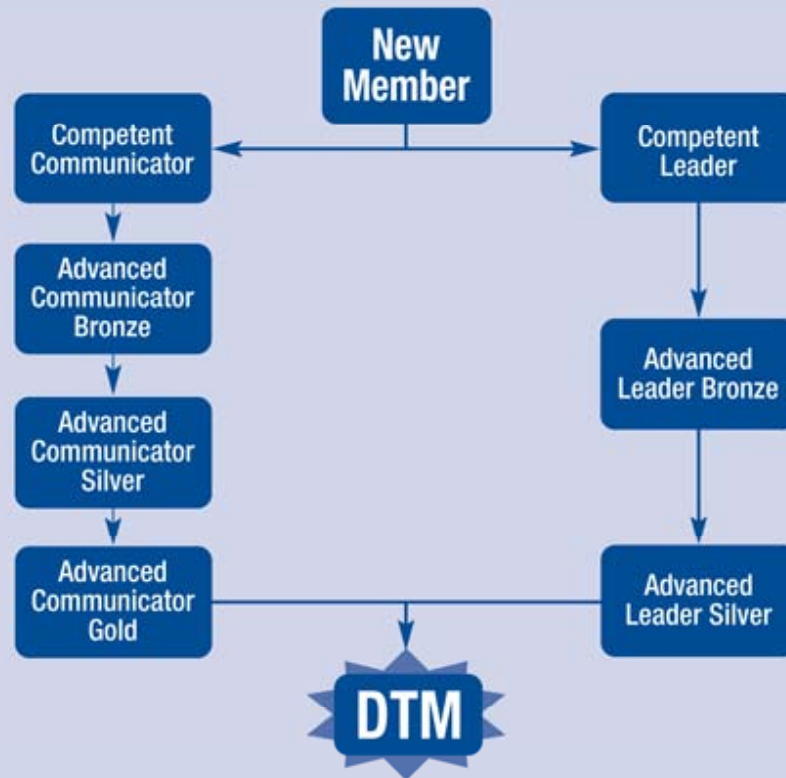 New
Member
Competent
Communicator
Competent
Leader
Advanced
Communicator
Bronze
Advanced
Leader Bronze
Advanced
Communicator
Silver
Advanced
Communicator
Gold
Advanced
Leader Silver
DTM